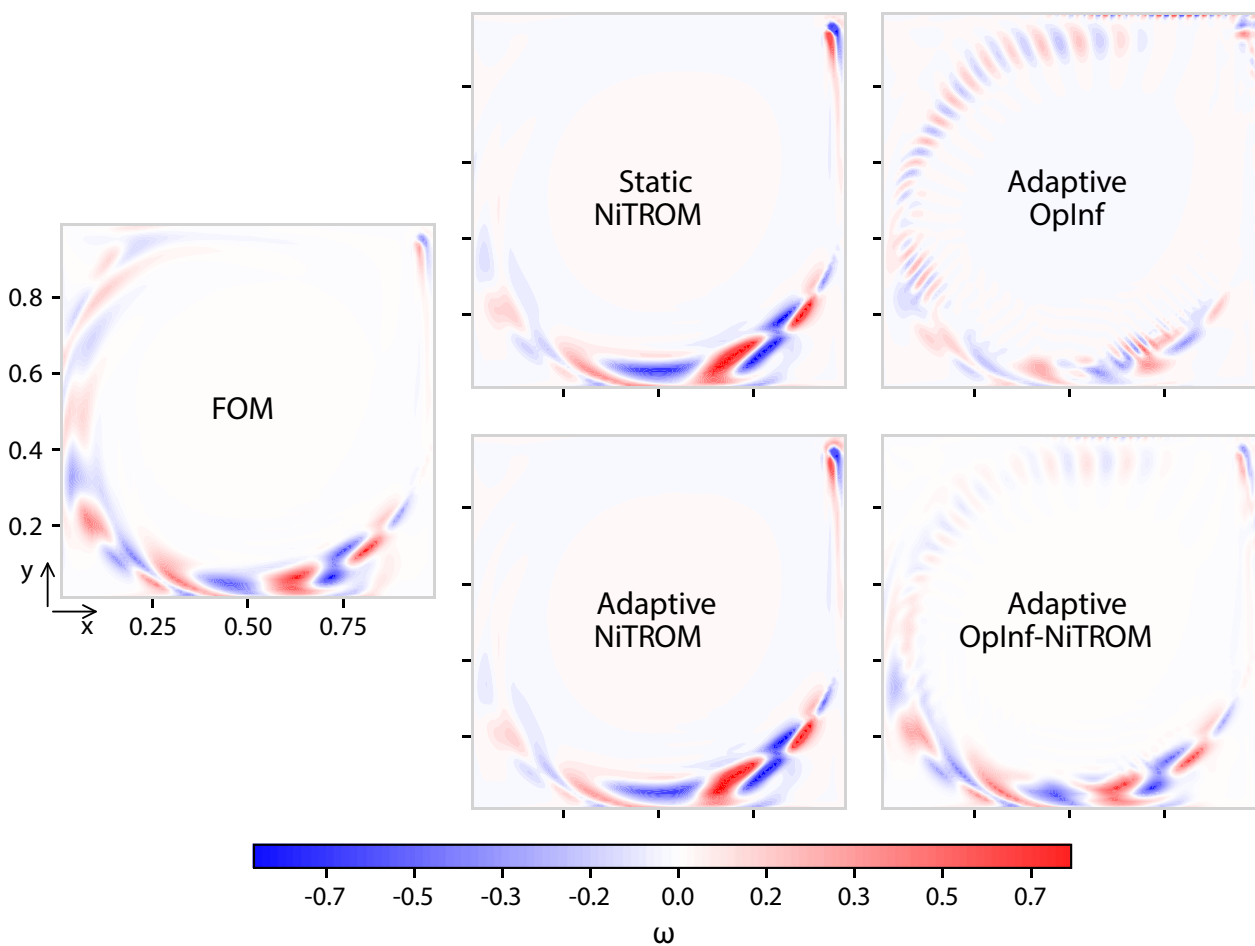 Static
NiTROM
Adaptive
OpInf
FOM
0.8
0.6
0.4
0.2
y
x
0.25 0.50 0.75
Adaptive
NiTROM
Adaptive
OpInf-NiTROM
-0.7 -0.5 -0.3 -0.2 0.0 0.2 0.3 0.5 0.7
ω